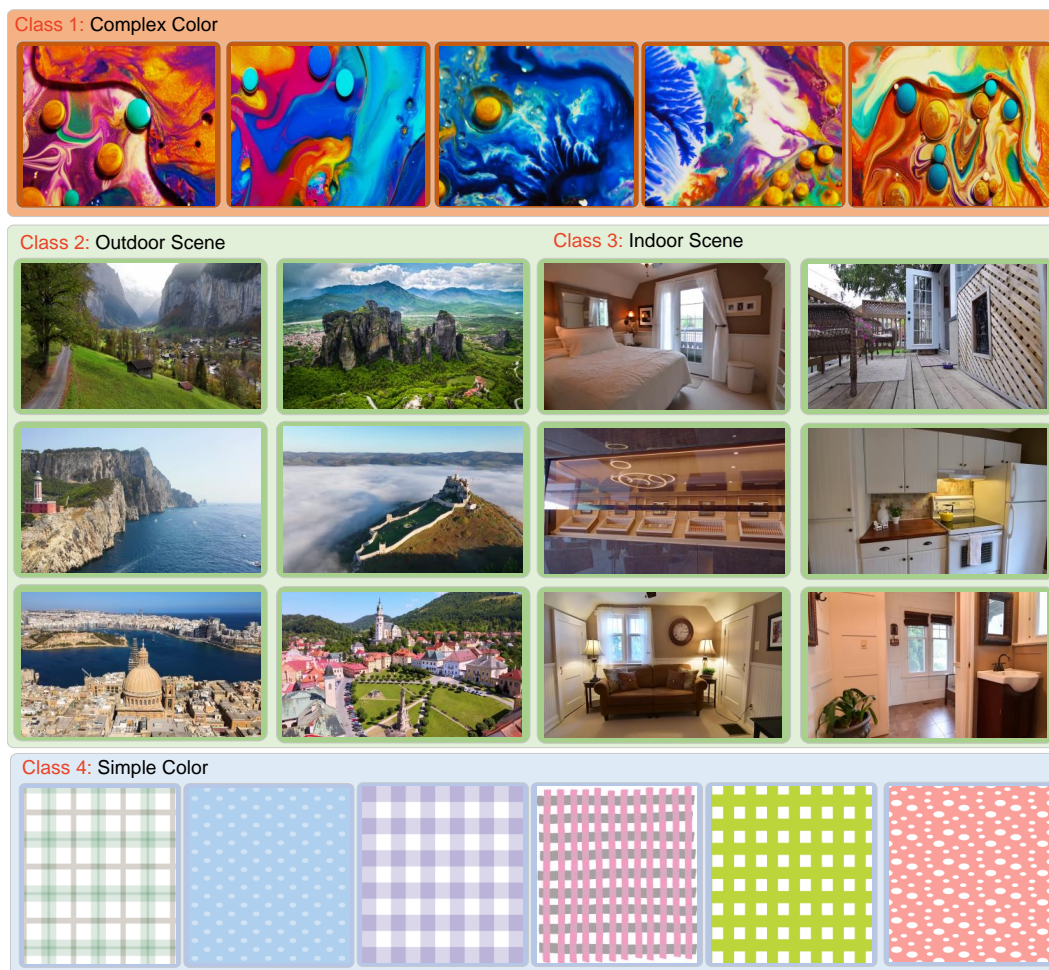 Class 1: Complex Color
Class 2: Outdoor Scene
Class 3: Indoor Scene
Class 4: Simple Color